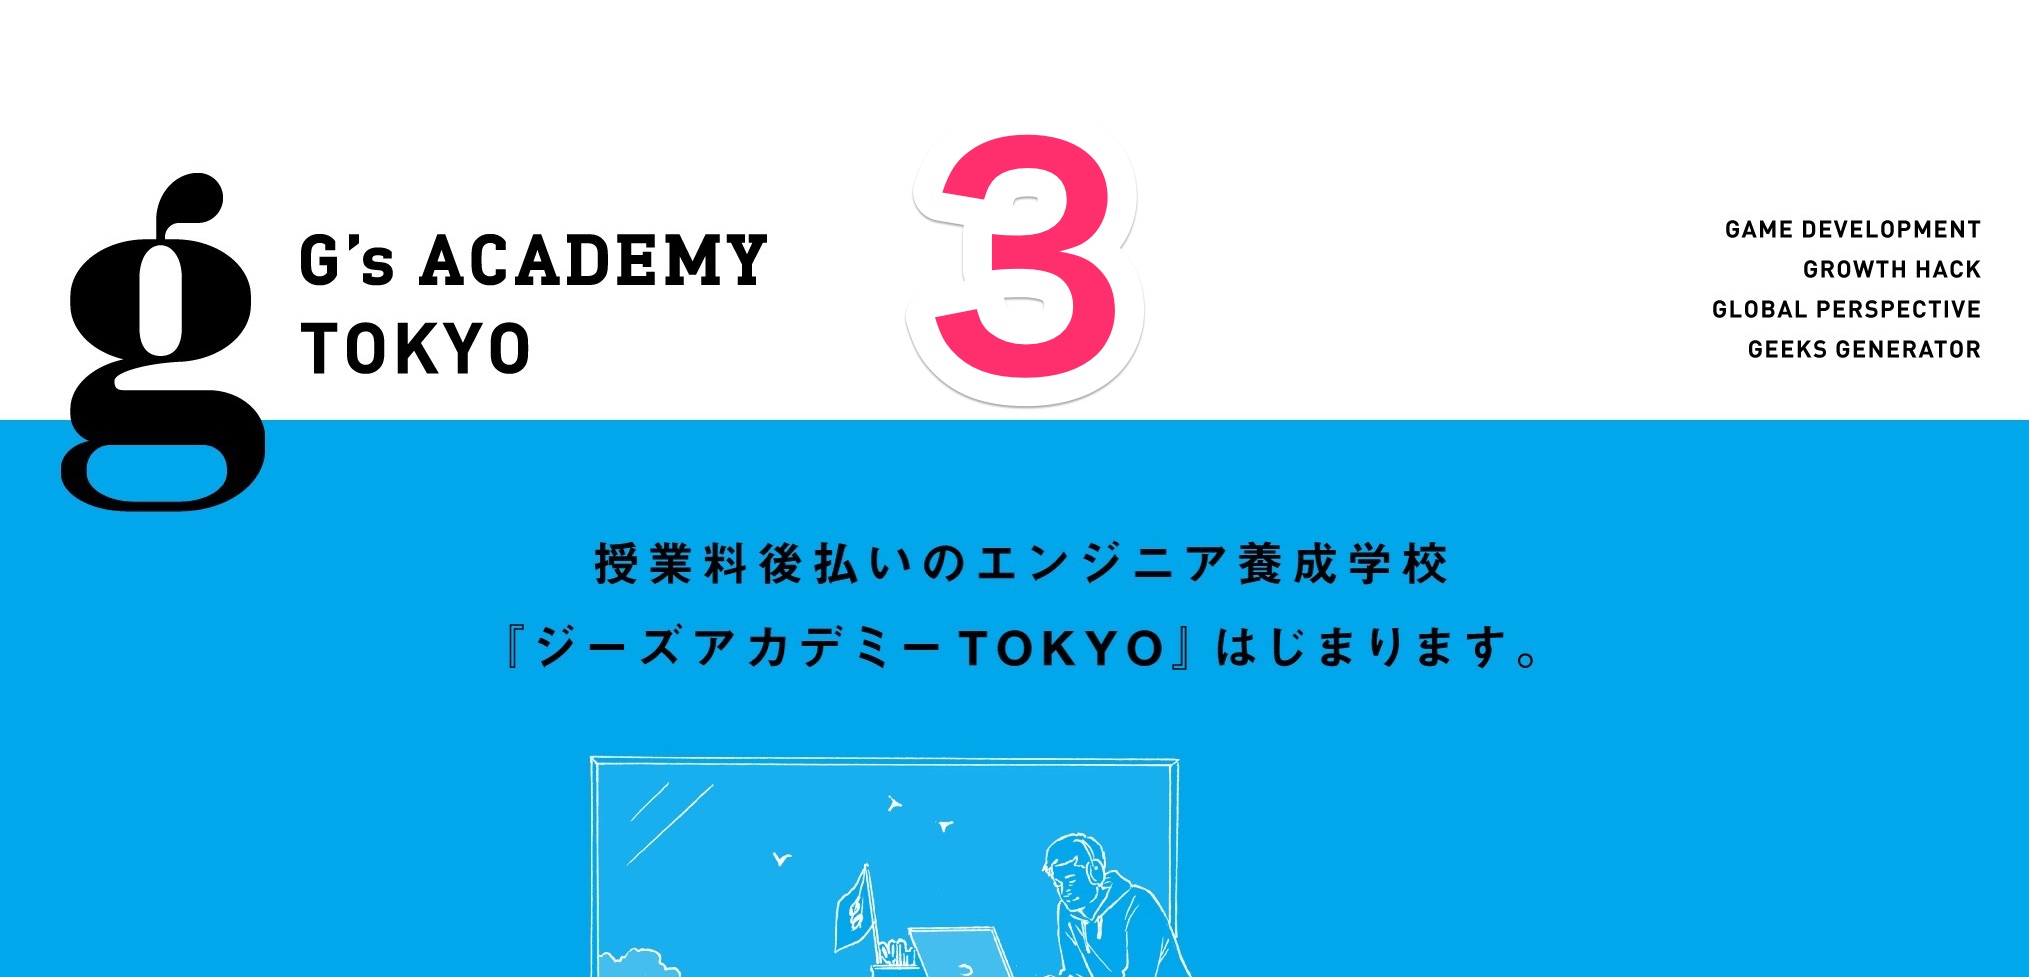 g
G's ACADEMY
TOKYO
3
GAME DEVELOPMENT
GROWTH HACK
GLOBAL PERSPECTIVE
GEEKS GENERATOR
授業料後払いのエンジニア養成学校
『ジーズアカデミーTOKYO』はじまります。
g